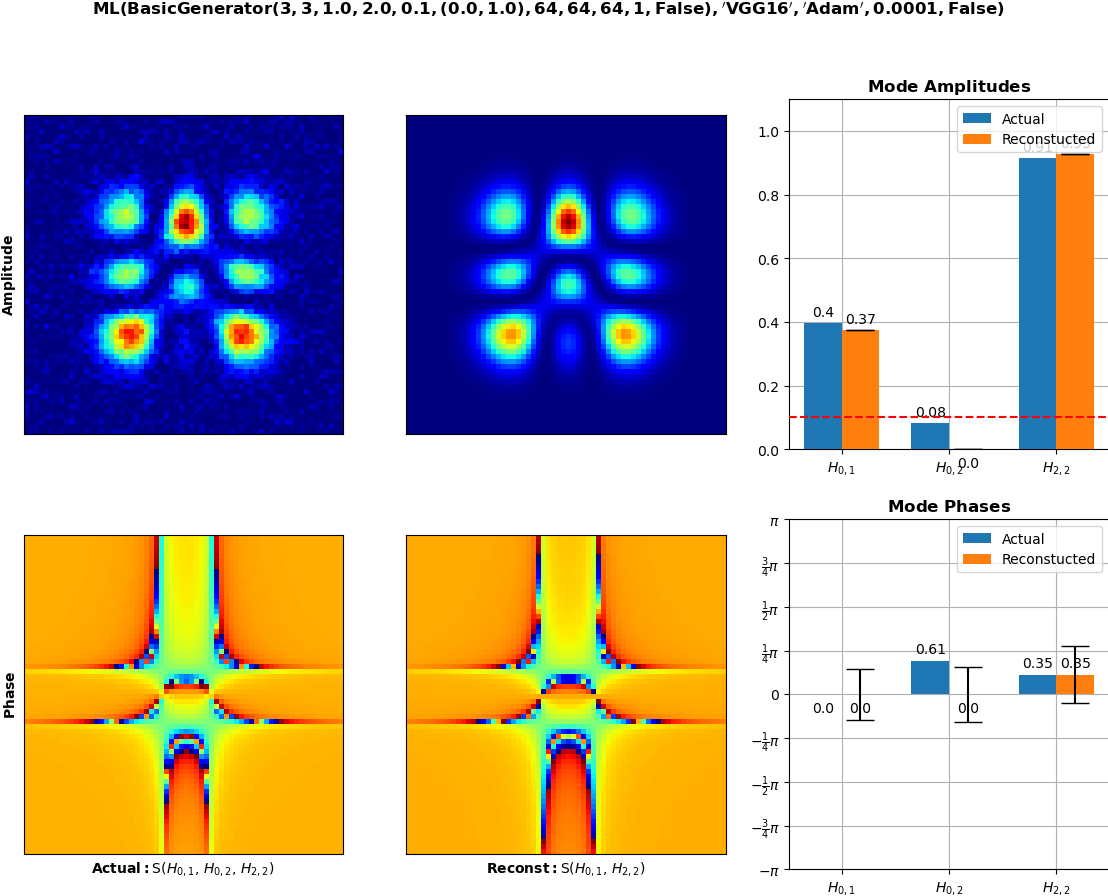 ML(BasicGenerator(3, 3, 1.0, 2.0, 0.1, (0.0, 1.0), 64, 64, 64, 1, False), ′VGG16′, ′Adam′, 0.0001, False)
Mode Amplitudes
Amplitude
Actual
Reconstucted
1.0
0.8
0.6
0.4
0.2
0.0
0.4
0.37
0.08
0.0
0.91
H0,1
H0,2
H2,2
Mode Phases
Phase
Actual
Reconstucted
π
3/4π
1/2π
1/4π
0
−1/4π
−1/2π
−3/4π
−π
0.0
0.0
0.61
0.0
0.35
0.35
H0,1
H0,2
H2,2
Actual: S(H0,1, H0,2, H2,2)
Reconst: S(H0,1, H2,2)